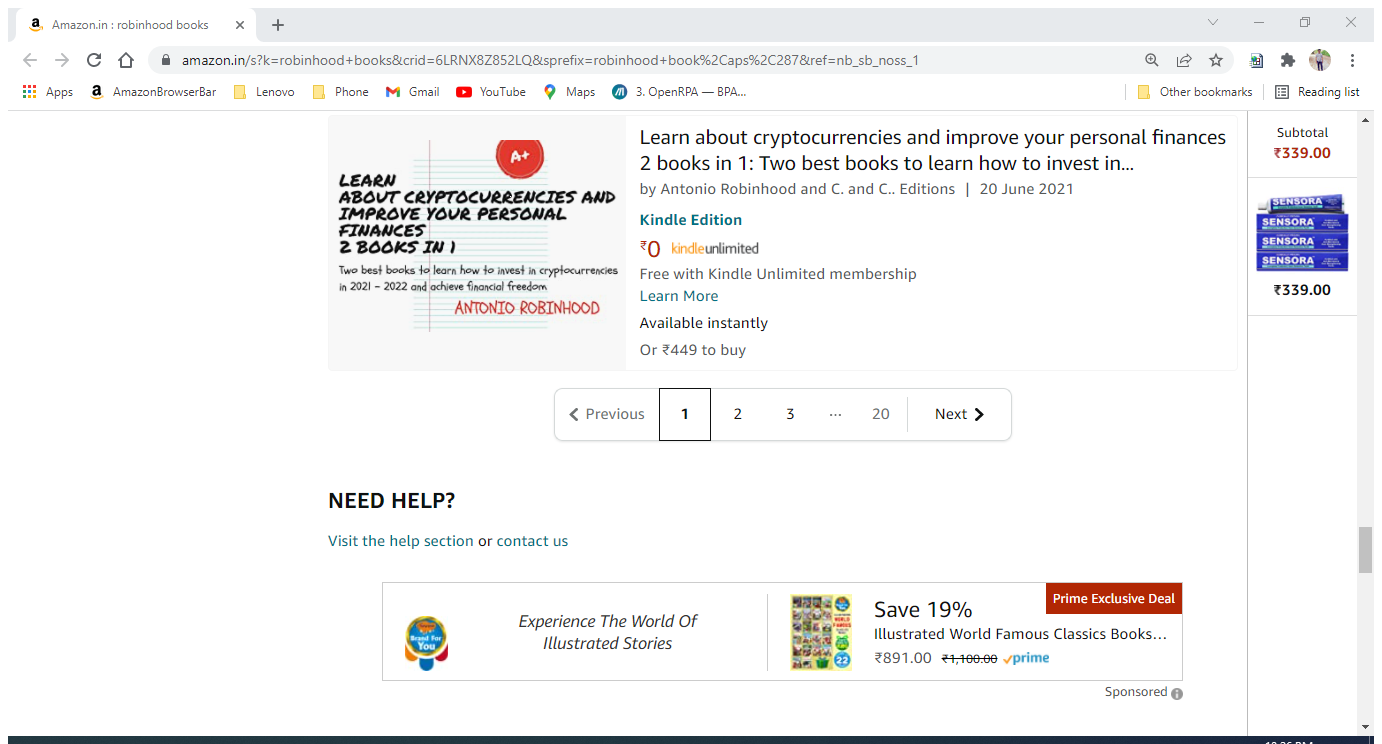 Amazon.in : robinhood books
amazon.in/s?k=robinhood+books&crid=6LRNX8Z852LQ&sprefix=robinhood+book%2Caps%2C287&ref=nb_sb_noss_1
Apps
AmazonBrowserBar
Lenovo
Phone
Gmail
YouTube
Maps
3. OpenRPA — BPA...
Other bookmarks
Reading list
A+
LEARN
ABOUT CRYPTOCURRENCIES AND
IMPROVE YOUR PERSONAL
FINANCES
2 BOOKS IN 1
Two best books to learn how to invest in cryptocurrencies
in 2021 - 2022 and achieve financial freedom
ANTONIO ROBINHOOD
Learn about cryptocurrencies and improve your personal finances
2 books in 1: Two best books to learn how to invest in...
by Antonio Robinhood and C. and C.. Editions | 20 June 2021
Kindle Edition
₹0 kindleunlimited
Free with Kindle Unlimited membership
Learn More
Available instantly
Or ₹449 to buy
Subtotal
₹339.00
SENSORA
SENSORA
SENSORA
SENSORA
₹339.00
Previous 1 2 3 ... 20 Next
NEED HELP?
Visit the help section or contact us
Brand For
You
Experience The World Of
Illustrated Stories
WORLD
FAMOUS
22
Save 19%
Prime Exclusive Deal
Illustrated World Famous Classics Books...
₹891.00 ₹1,100.00 prime
Sponsored